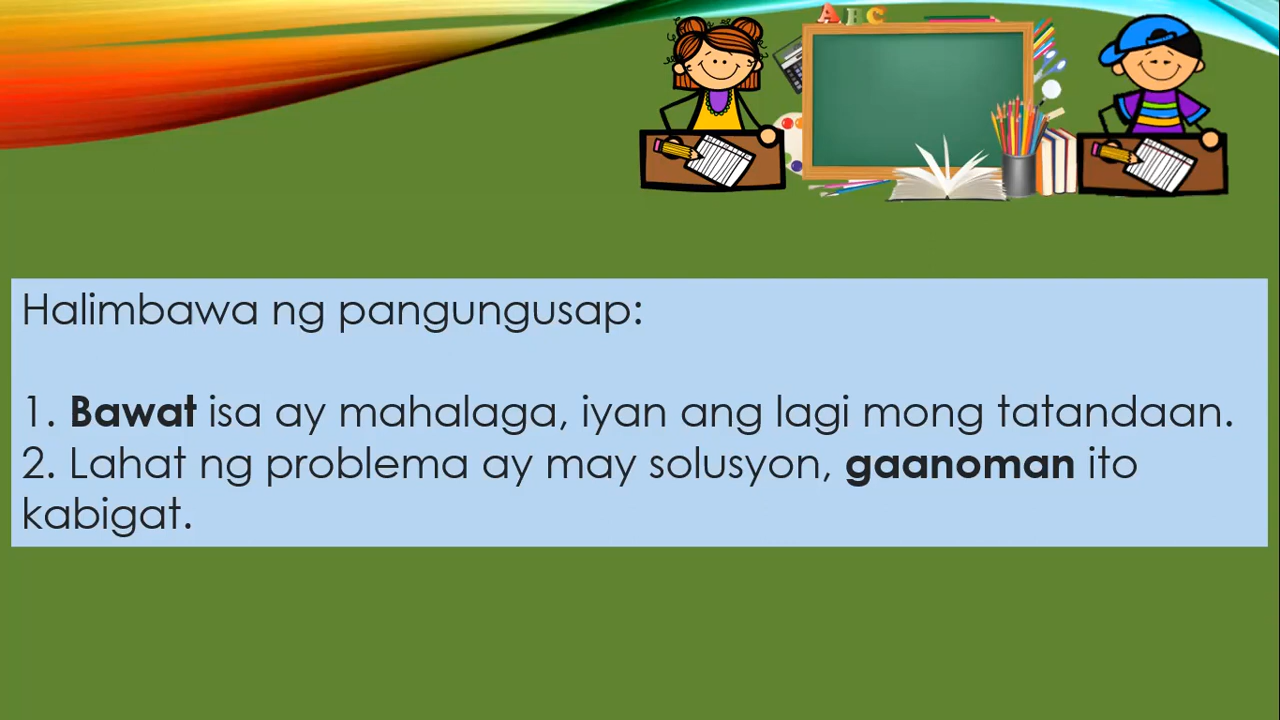 ABC
Halimbawa ng pangungusap:
1. Bawat isa ay mahalaga, iyan ang lagi mong tatandaan.
2. Lahat ng problema ay may solusyon, gaanoman ito
kabigat.